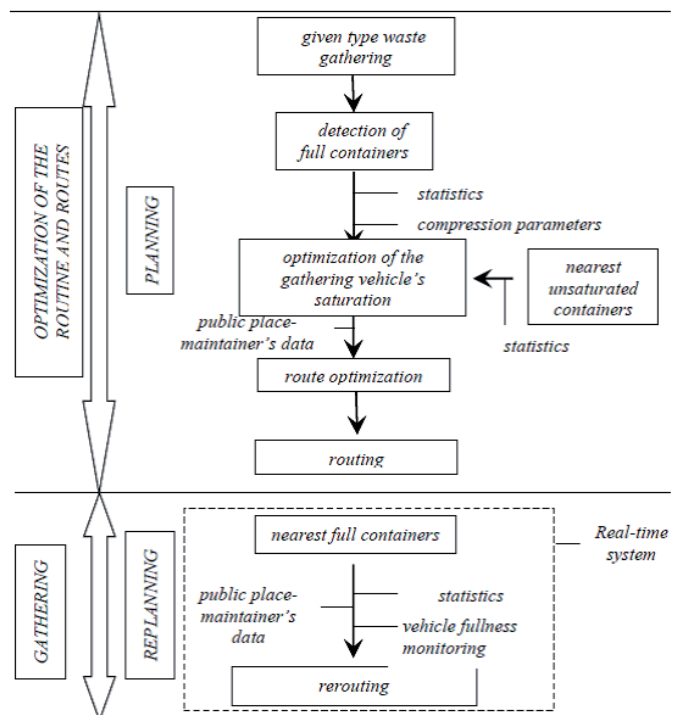 given type waste
gathering
detection of
full containers
statistics
compression parameters
optimization of the
gathering vehicle's
saturation
nearest
unsaturated
containers
public place-
maintainer's data
statistics
route optimization
routing
OPTIMIZATION OF THE
ROUTINE AND ROUTES
PLANNING
nearest full containers
Real-time
system
public place-
maintainer's
data
statistics
vehicle fullness
monitoring
rerouting
GATHERING
REPLANNING